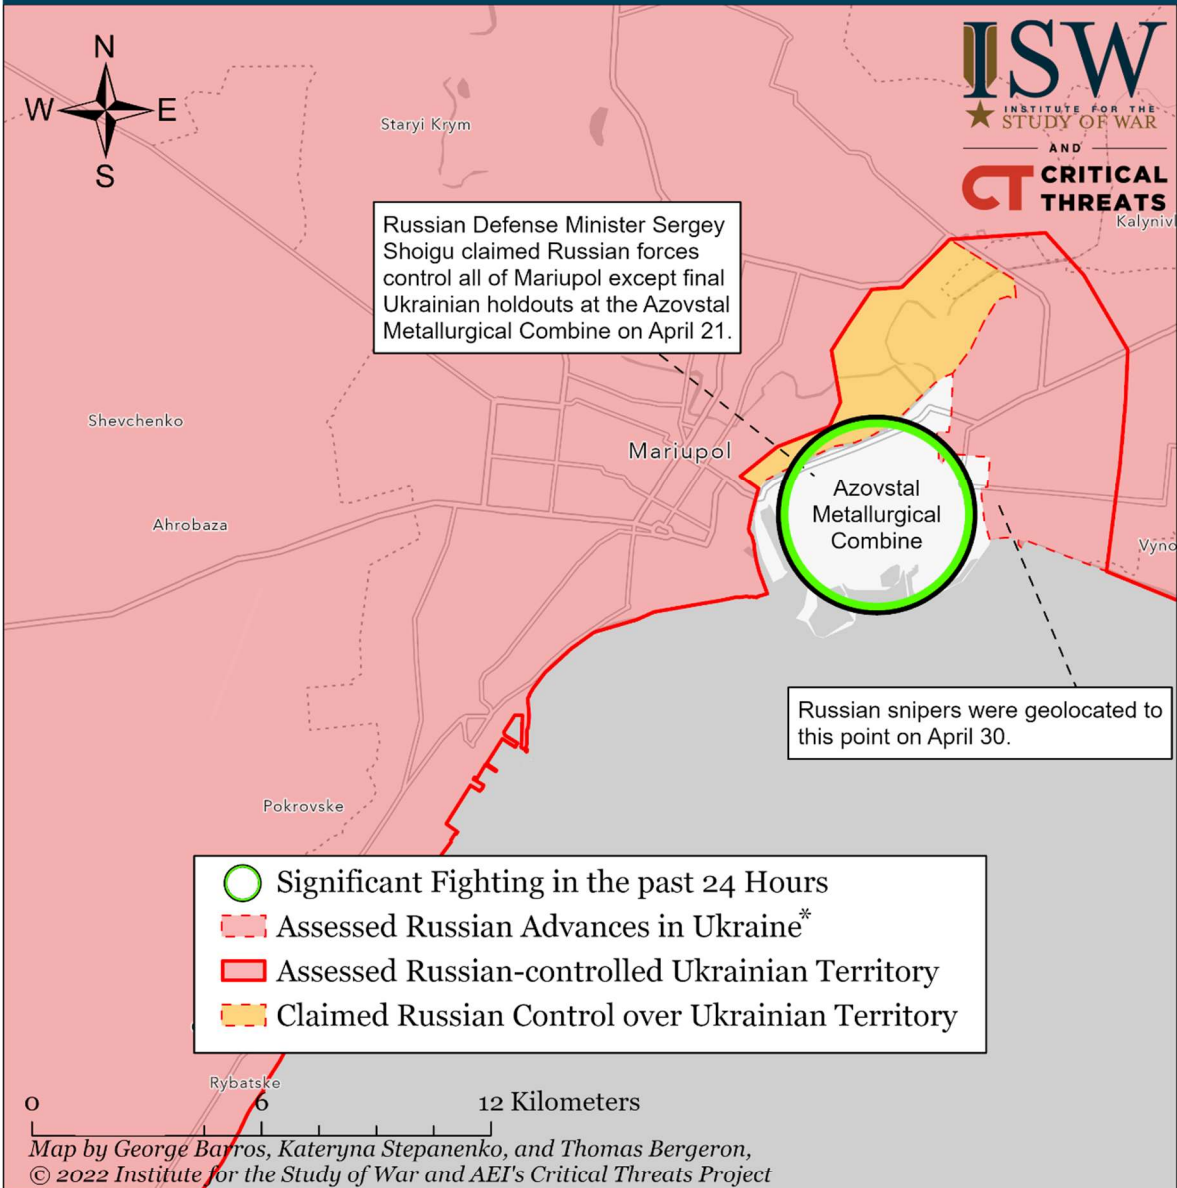 N
W E
S
Staryi Krym
ISW
INSTITUTE FOR THE
STUDY OF WAR
AND
CT CRITICAL
THREATS
Kalynivk
Russian Defense Minister Sergey
Shoigu claimed Russian forces
control all of Mariupol except final
Ukrainian holdouts at the Azovstal
Metallurgical Combine on April 21.
Shevchenko
Mariupol
Azovstal
Metallurgical
Combine
Ahrobaza
Vyno
Russian snipers were geolocated to
this point on April 30.
Pokrovske
Significant Fighting in the past 24 Hours
Assessed Russian Advances in Ukraine*
Assessed Russian-controlled Ukrainian Territory
Claimed Russian Control over Ukrainian Territory
Rybatske
0 6 12 Kilometers
Map by George Barros, Kateryna Stepanenko, and Thomas Bergeron,
© 2022 Institute for the Study of War and AEI's Critical Threats Project